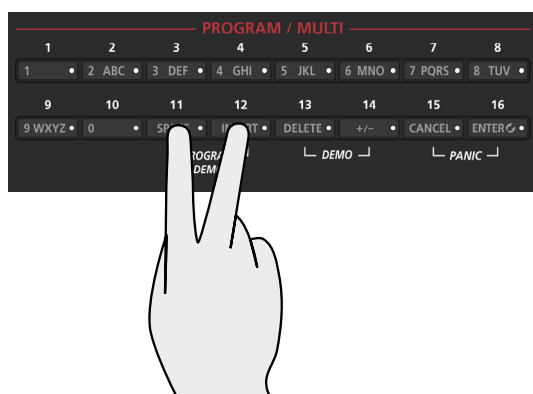 PROGRAM / MULTI
1 2 3 4 5 6 7 8
1 2 ABC 3 DEF 4 GHI 5 JKL 6 MNO 7 PQRS 8 TUV
9 10 11 12 13 14 15 16
9 WXYZ 0 DELETE +/− CANCEL ENTER
DEMO PANIC
DEMO